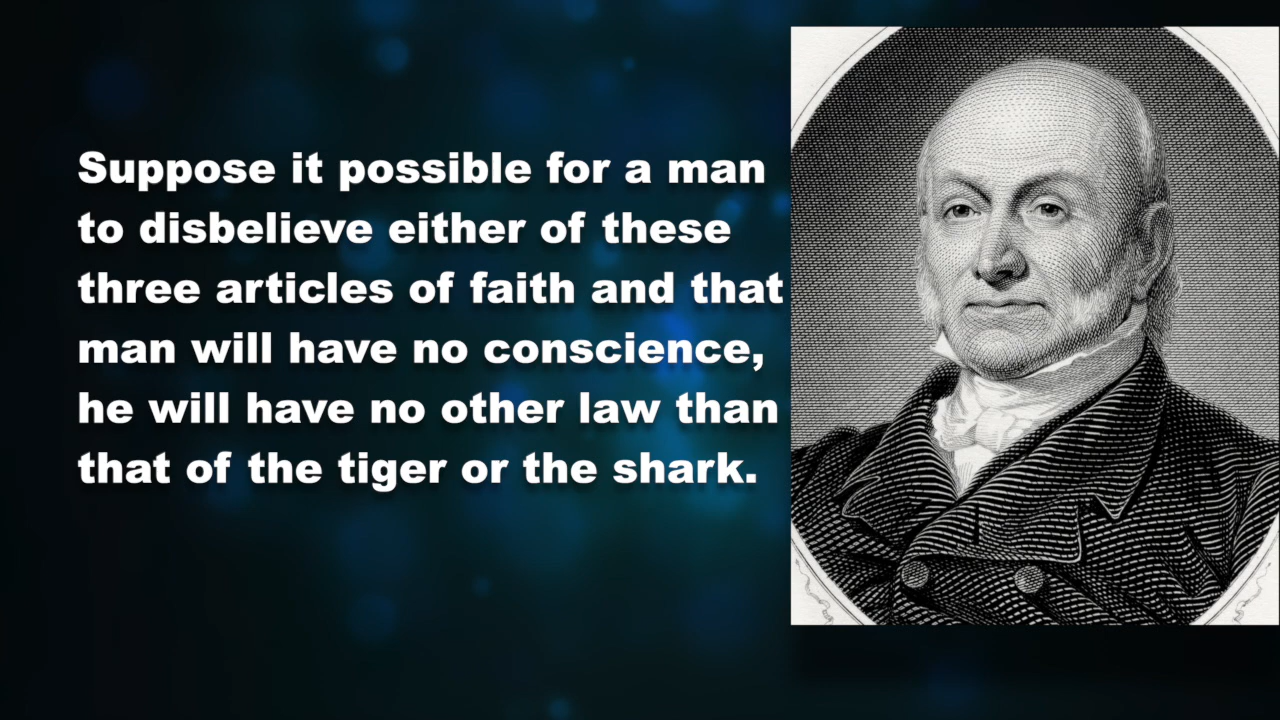 Suppose it possible for a man
to disbelieve either of these
three articles of faith and that
man will have no conscience,
he will have no other law than
that of the tiger or the shark.